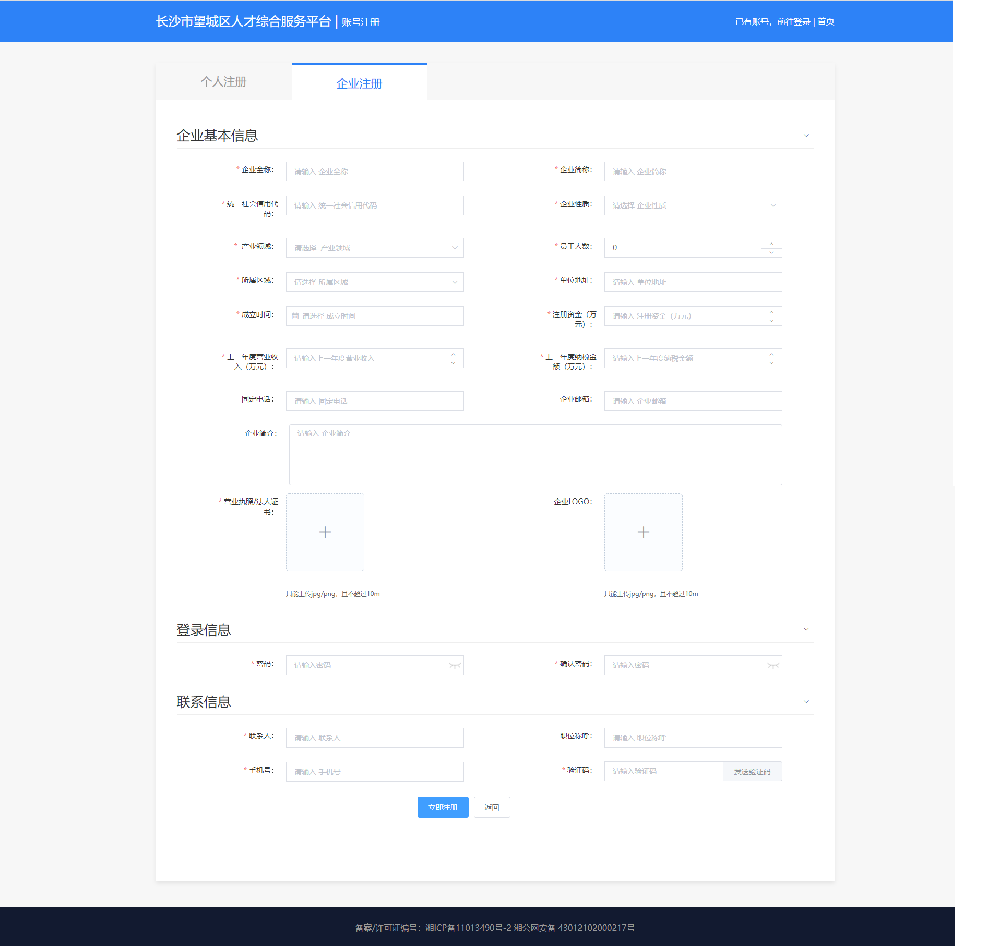 长沙市望城区人才综合服务平台 | 账号注册
已有账号，前往登录 | 首页
个人注册
企业注册
企业基本信息
* 企业全称：
请输入 企业全称
* 企业简称：
请输入 企业简称
* 统一社会信用代
码：
请输入 统一社会信用代码
* 企业性质：
请选择 企业性质
* 产业领域：
请选择 产业领域
* 员工人数：
0
* 所属区域：
请选择 所属区域
* 单位地址：
请输入 单位地址
* 成立时间：
请选择 成立时间
* 注册资金（万
元）：
请输入 注册资金（万元）
* 上一年度营业收
入（万元）：
请输入上一年度营业收入
* 上一年度纳税金
额（万元）：
请输入上一年度纳税金额
固定电话：
请输入 固定电话
企业邮箱：
请输入 企业邮箱
企业简介：
请输入 企业简介
* 营业执照/法人证
书：
企业LOGO：
只能上传jpg/png，且不超过10m
只能上传jpg/png，且不超过10m
登录信息
* 密码：
请输入密码
* 确认密码：
请输入密码
联系信息
* 联系人：
请输入 联系人
职位称呼：
请输入 职位称呼
* 手机号：
请输入 手机号
* 验证码：
请输入验证码
发送验证码
立即注册
返回
备案/许可证编号：湘ICP备11013490号-2 湘公网安备 43012102000217号